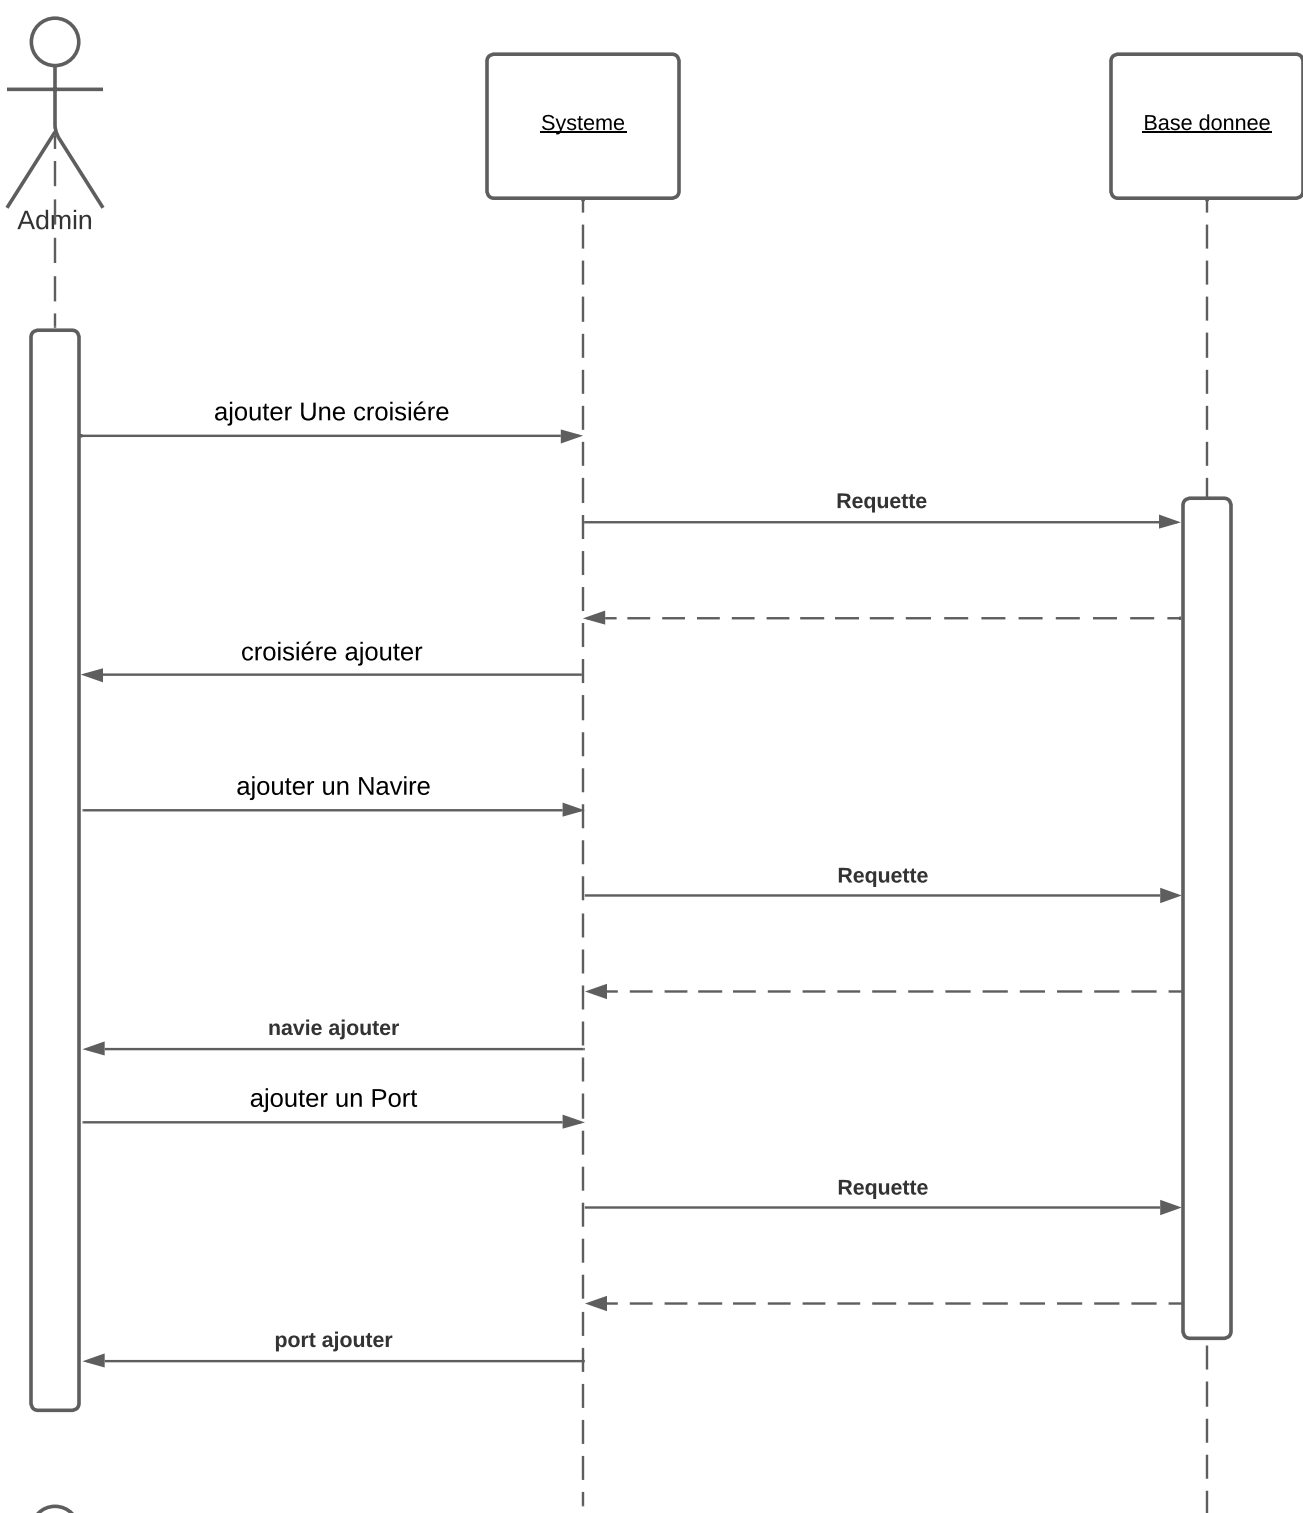 Systeme
Base donnee
Admin
ajouter Une croisiére
Requette
croisiére ajouter
ajouter un Navire
Requette
navie ajouter
ajouter un Port
Requette
port ajouter